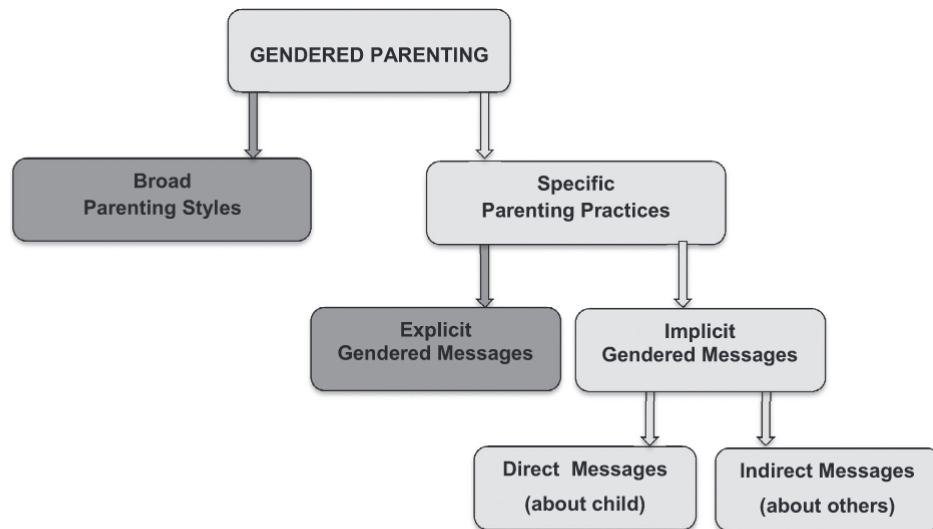 GENDERED PARENTING
Broad
Parenting Styles
Specific
Parenting Practices
Explicit
Gendered Messages
Implicit
Gendered Messages
Direct Messages
(about child)
Indirect Messages
(about others)